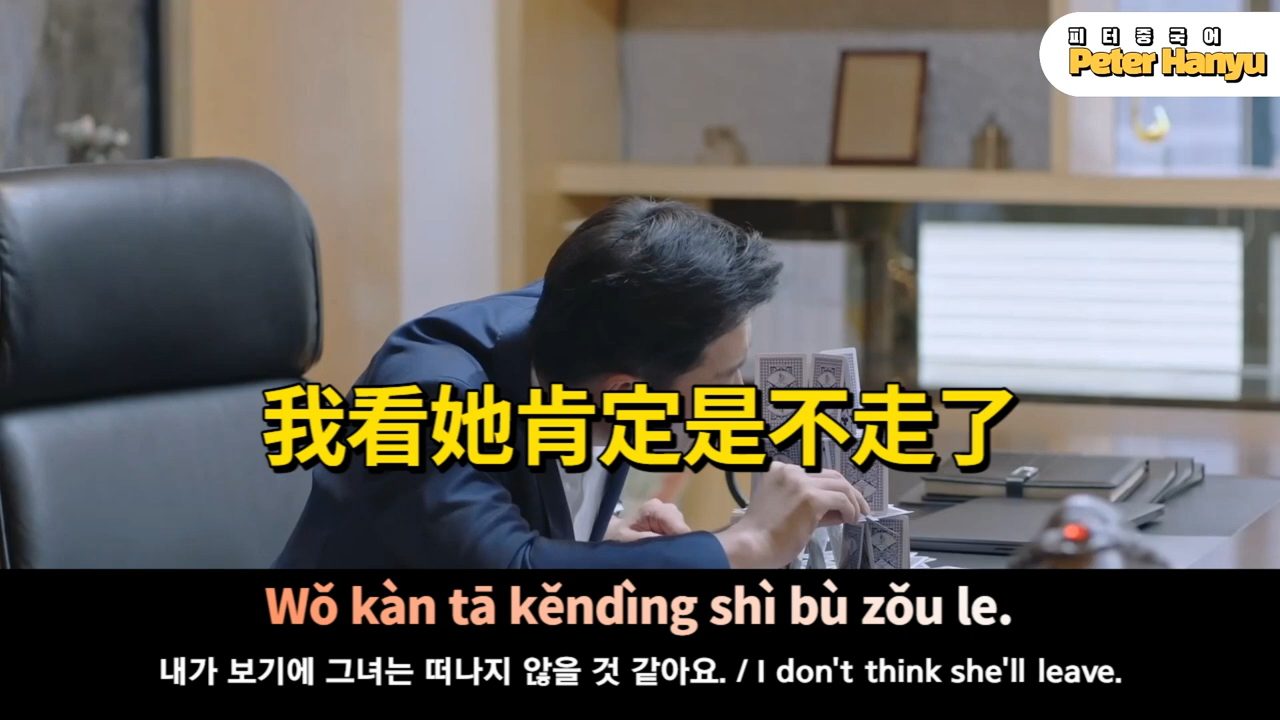 피터중국어
Peter Hanyu
我看她肯定是不走了
Wǒ kàn tā kěndìng shì bù zǒu le.
내가 보기에 그녀는 떠나지 않을 것 같아요. / I don't think she'll leave.